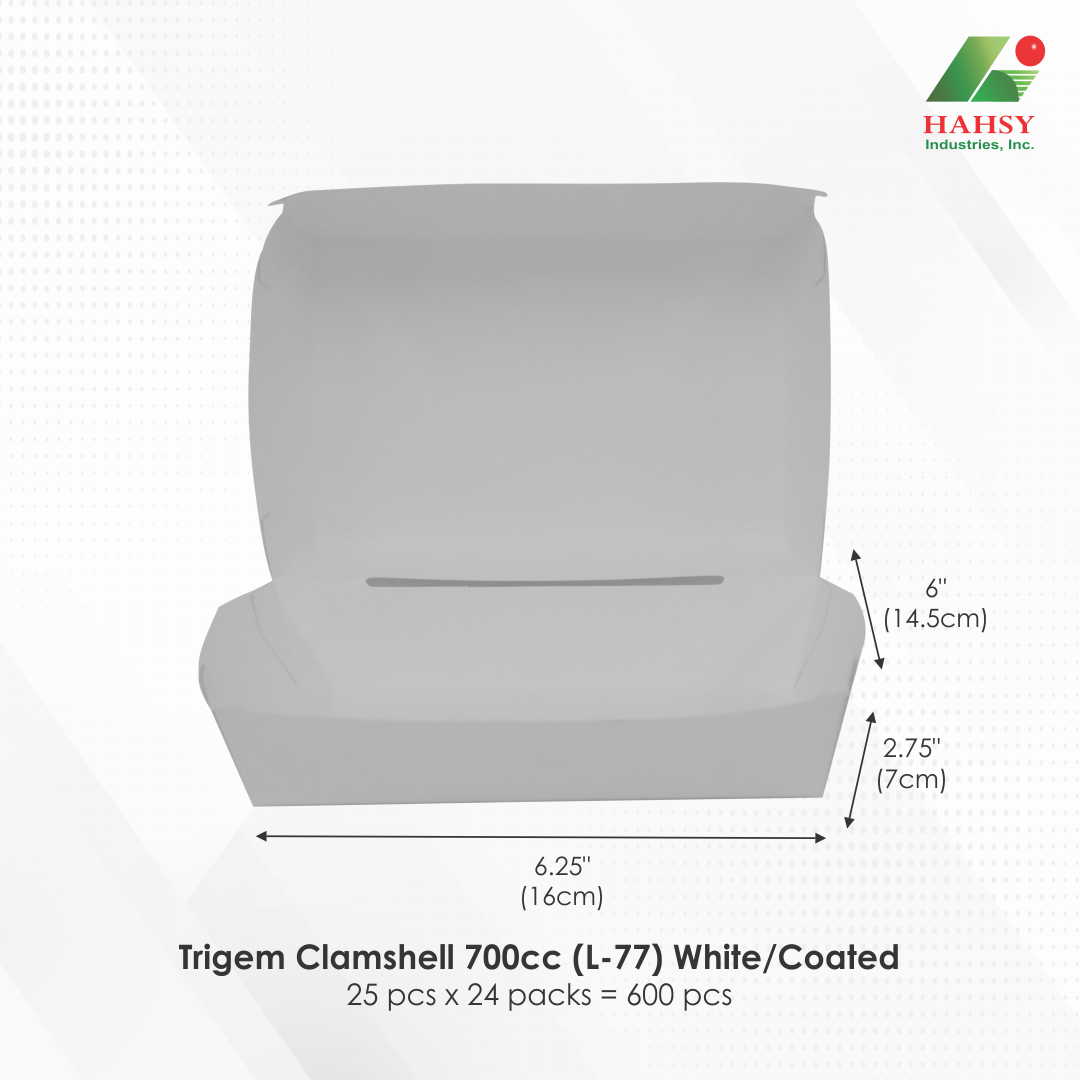 HAHSY
Industries, Inc.
6"
(14.5cm)
2.75"
(7cm)
6.25"
(16cm)
Trigem Clamshell 700cc (L-77) White/Coated
25 pcs x 24 packs = 600 pcs